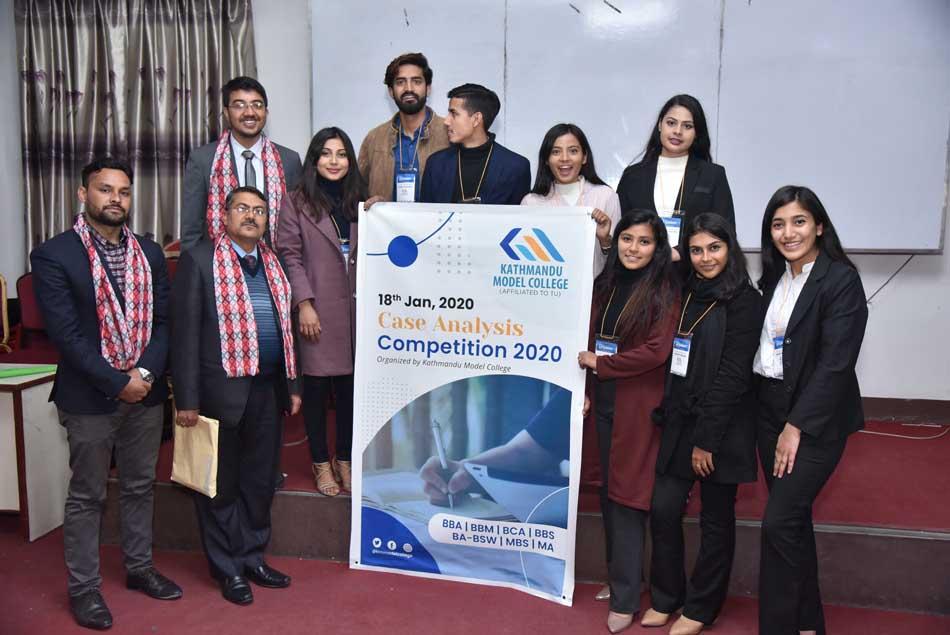 KATHMANDU
MODEL COLLEGE
(AFFILIATED TO TU)
18th Jan, 2020
Case Analysis
Competition 2020
Organized by Kathmandu Model College
BBA | BBM | BCA | BBS
BA-BSW | MBS | MA